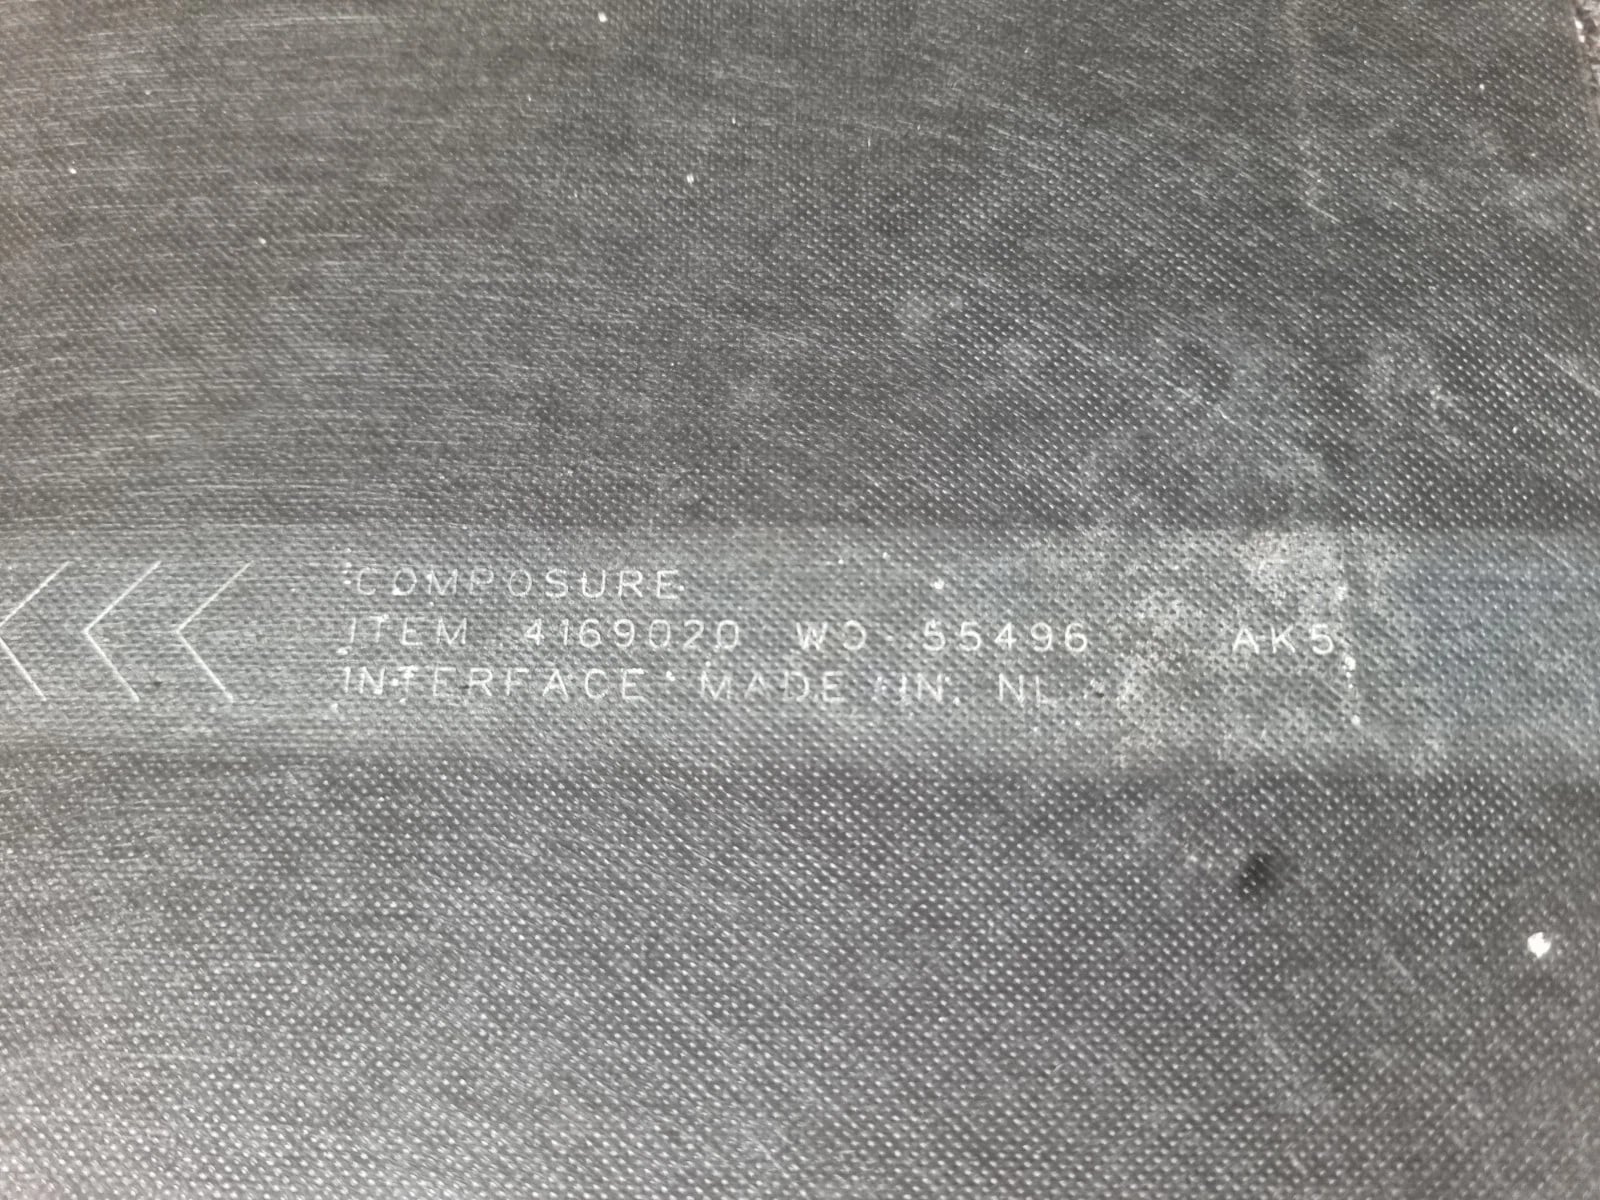 COMPOSURE
ITEM 4169020 WO 55496 AK5
INTERFACE MADE IN NL